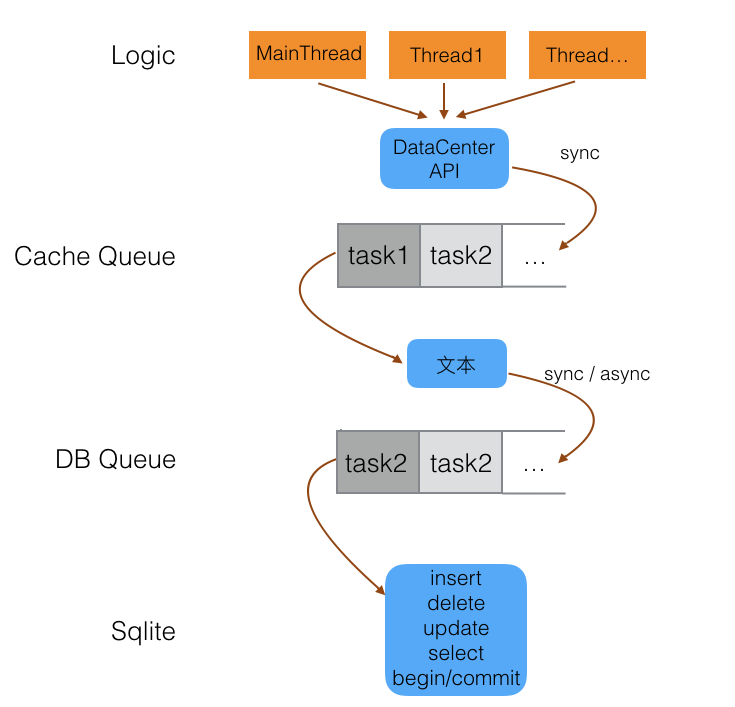 Logic
MainThread
Thread1
Thread...
DataCenter
API
sync
Cache Queue
task1
task2
...
文本
sync / async
DB Queue
task2
task2
...
Sqlite
insert
delete
update
select
begin/commit